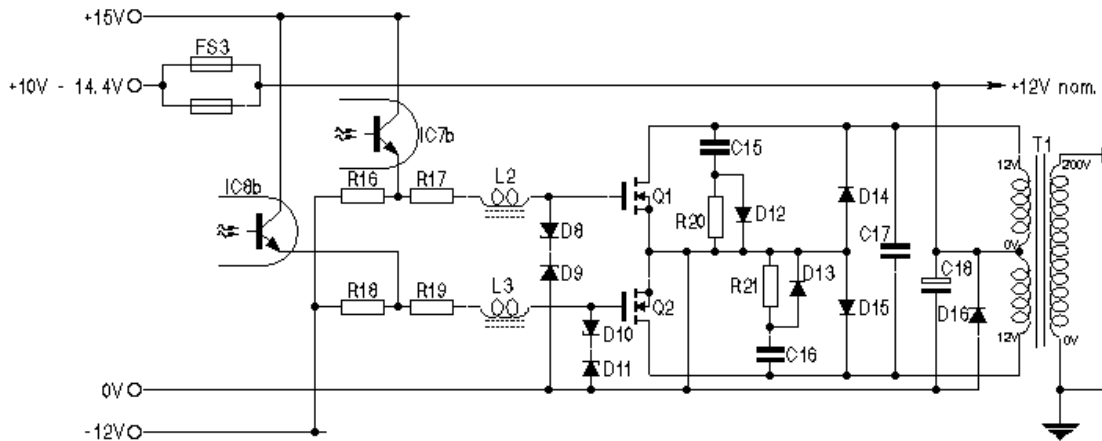 +15V
FS3
+10V - 14.4V
+12V nom.
IC7b
C15
T1
12V
200V
IC6b
R16
R17
L2
Q1
R20
D12
D14
D8
C17
0V
C18
D9
D13
R21
L3
R18
R19
Q2
D15
D16
D10
12V
0V
D11
C16
0V
-12V